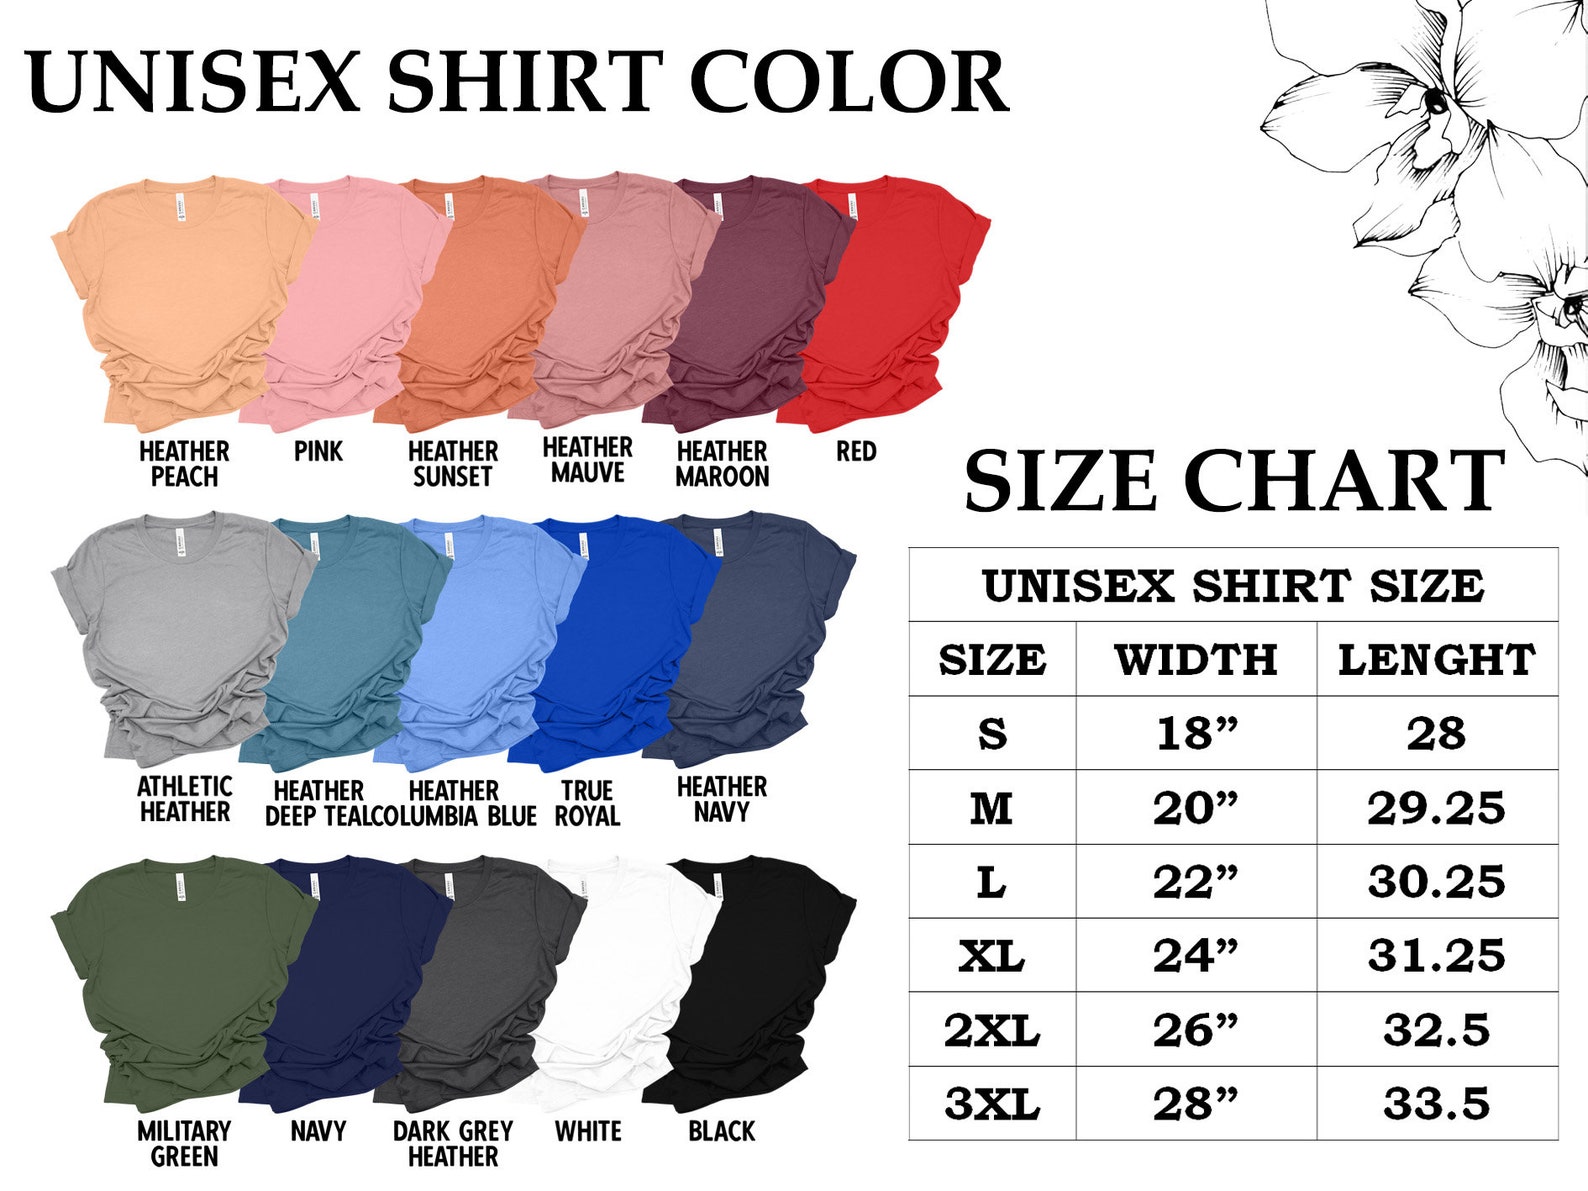 UNISEX SHIRT COLOR
HEATHER
PEACH
PINK
HEATHER
SUNSET
HEATHER
MAUVE
HEATHER
MAROON
RED
ATHLETIC
HEATHER
HEATHER
DEEP TEAL
HEATHER
COLUMBIA BLUE
TRUE
ROYAL
HEATHER
NAVY
MILITARY
GREEN
NAVY
DARK GREY
HEATHER
WHITE
BLACK
SIZE CHART
UNISEX SHIRT SIZE
SIZE WIDTH LENGHT
S 18” 28
M 20” 29.25
L 22” 30.25
XL 24” 31.25
2XL 26” 32.5
3XL 28” 33.5